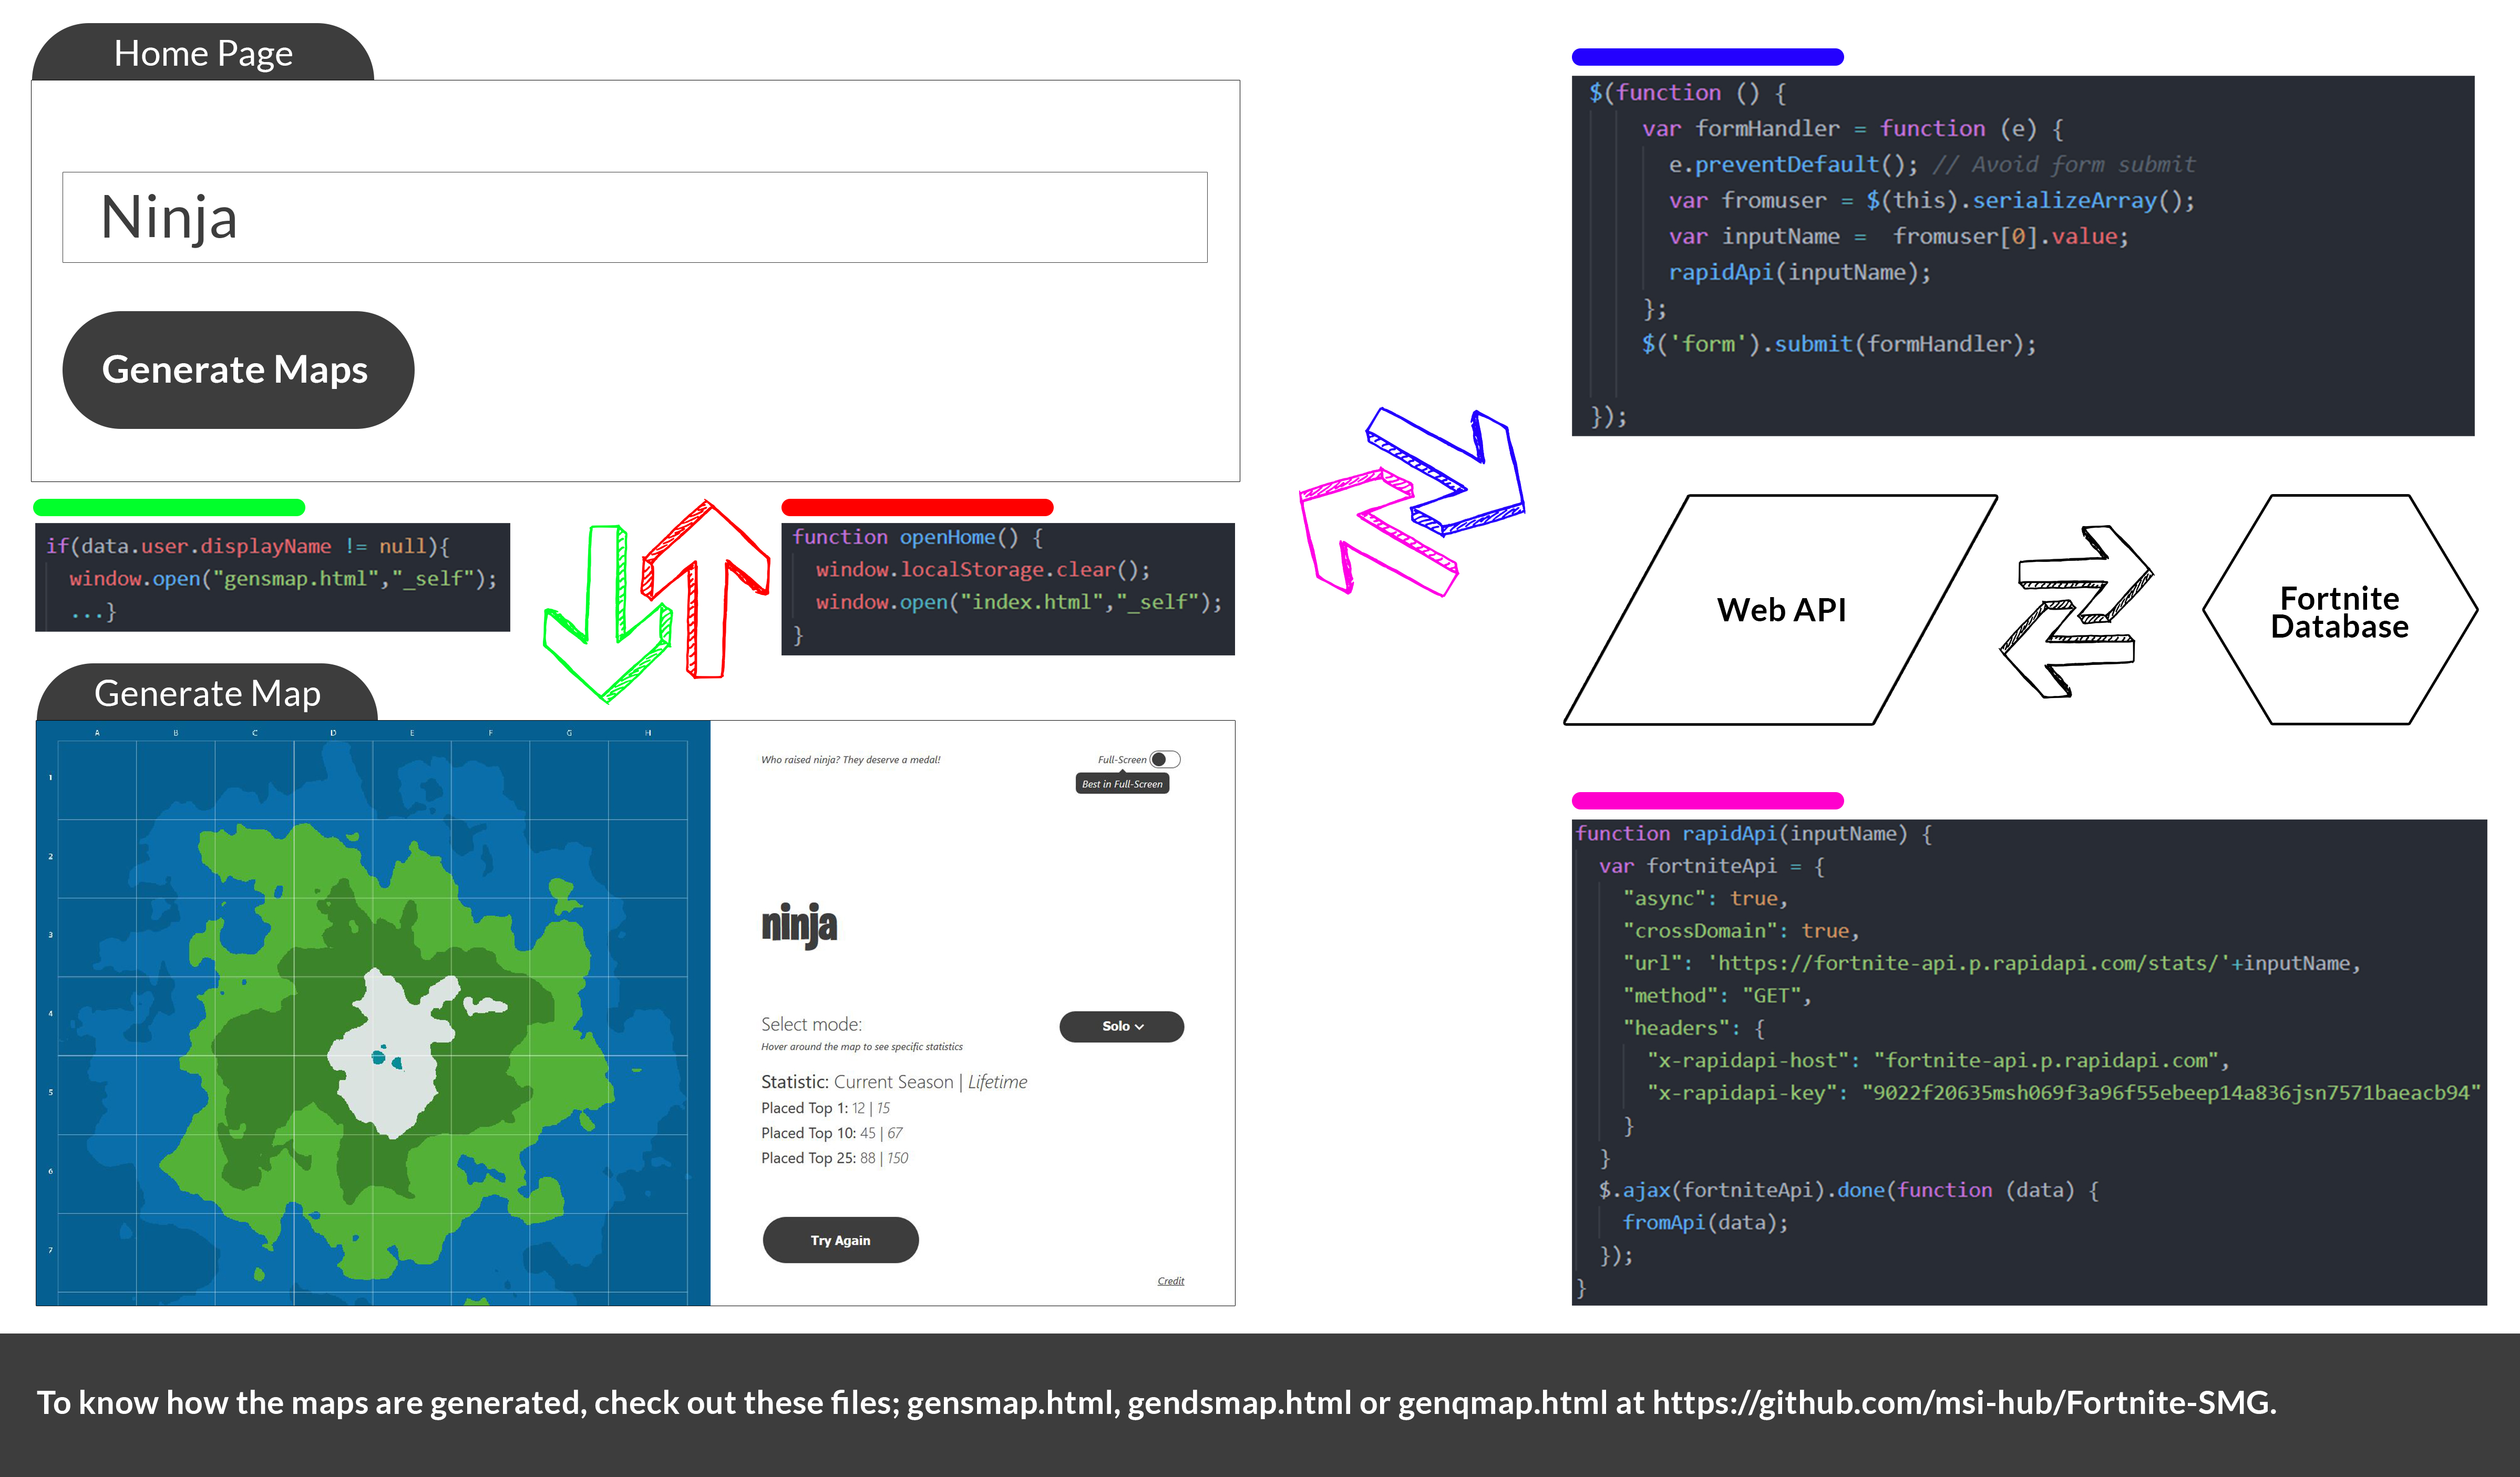 Home Page
Ninja
Generate Maps
$(function () {
var formHandler = function (e) {
e.preventDefault(); // Avoid form submit
var fromuser = $(this).serializeArray();
var inputName =  fromuser[0].value;
rapidApi(inputName);
};
$('form').submit(formHandler);
});
if(data.user.displayName != null){
window.open("gensmap.html","_self");
...}
function openHome() {
window.localStorage.clear();
window.open("index.html","_self");
}
Web API
Fortnite
Database
Generate Map
A B C D E F G H
1
2
3
4
5
6
7
Who raised ninja? They deserve a medal!
Full-Screen
Best in Full-Screen
ninja
Select mode:
Solo
Hover around the map to see specific statistics
Statistic: Current Season | Lifetime
Placed Top 1: 12 | 15
Placed Top 10: 45 | 67
Placed Top 25: 88 | 150
Try Again
Credit
function rapidApi(inputName) {
var fortniteApi = {
"async": true,
"crossDomain": true,
"url": 'https://fortnite-api.p.rapidapi.com/stats/'+inputName,
"method": "GET",
"headers": {
"x-rapidapi-host": "fortnite-api.p.rapidapi.com",
"x-rapidapi-key": "9022f20635msh069f3a96f55ebeep14a836jsn7571baeacb94"
}
}
$.ajax(fortniteApi).done(function (data) {
fromApi(data);
});
}
To know how the maps are generated, check out these files; gensmap.html, gendsmap.html or genqmap.html at https://github.com/msi-hub/Fortnite-SMG.